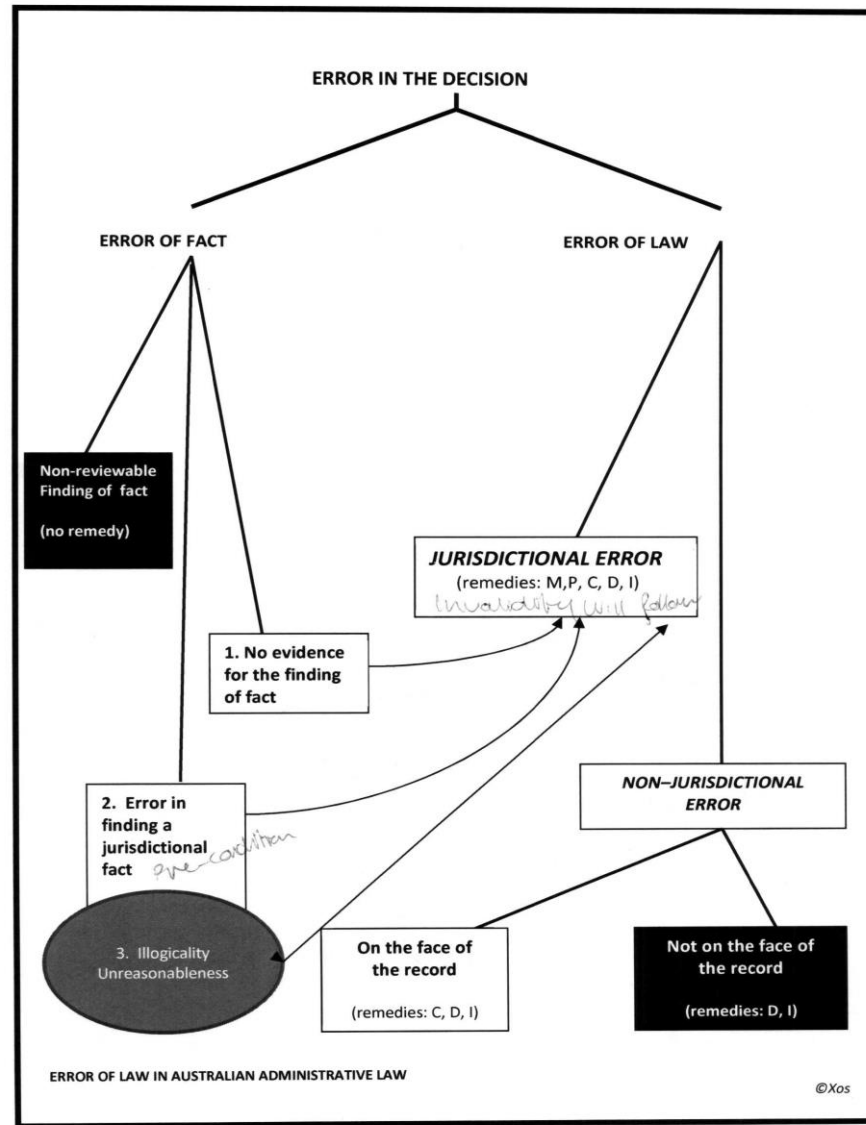 ERROR IN THE DECISION
ERROR OF FACT
ERROR OF LAW
Non-reviewable
Finding of fact
(no remedy)
JURISDICTIONAL ERROR
(remedies: M,P, C, D, I)
Invalidity will follow
1. No evidence
for the finding
of fact
2. Error in
finding a
jurisdictional
fact
pre-condition
NON–JURISDICTIONAL
ERROR
3. Illogicality
Unreasonableness
On the face of
the record
(remedies: C, D, I)
Not on the face of
the record
(remedies: D, I)
ERROR OF LAW IN AUSTRALIAN ADMINISTRATIVE LAW
©Xos